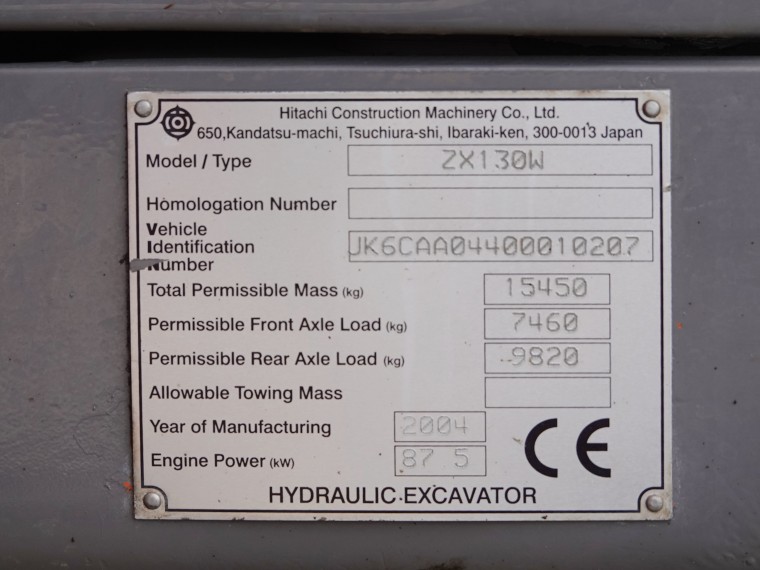 Hitachi Construction Machinery Co., Ltd.
650,Kandatsu-machi, Tsuchiura-shi, Ibaraki-ken, 300-0013 Japan
Model / Type ZX130W
Homologation Number
Vehicle
Identification JK6CAA04400010207
Number
Total Permissible Mass (kg) 15450
Permissible Front Axle Load (kg) 7460
Permissible Rear Axle Load (kg) 9820
Allowable Towing Mass
Year of Manufacturing 2004
Engine Power (kW) 87 5
CE
HYDRAULIC EXCAVATOR